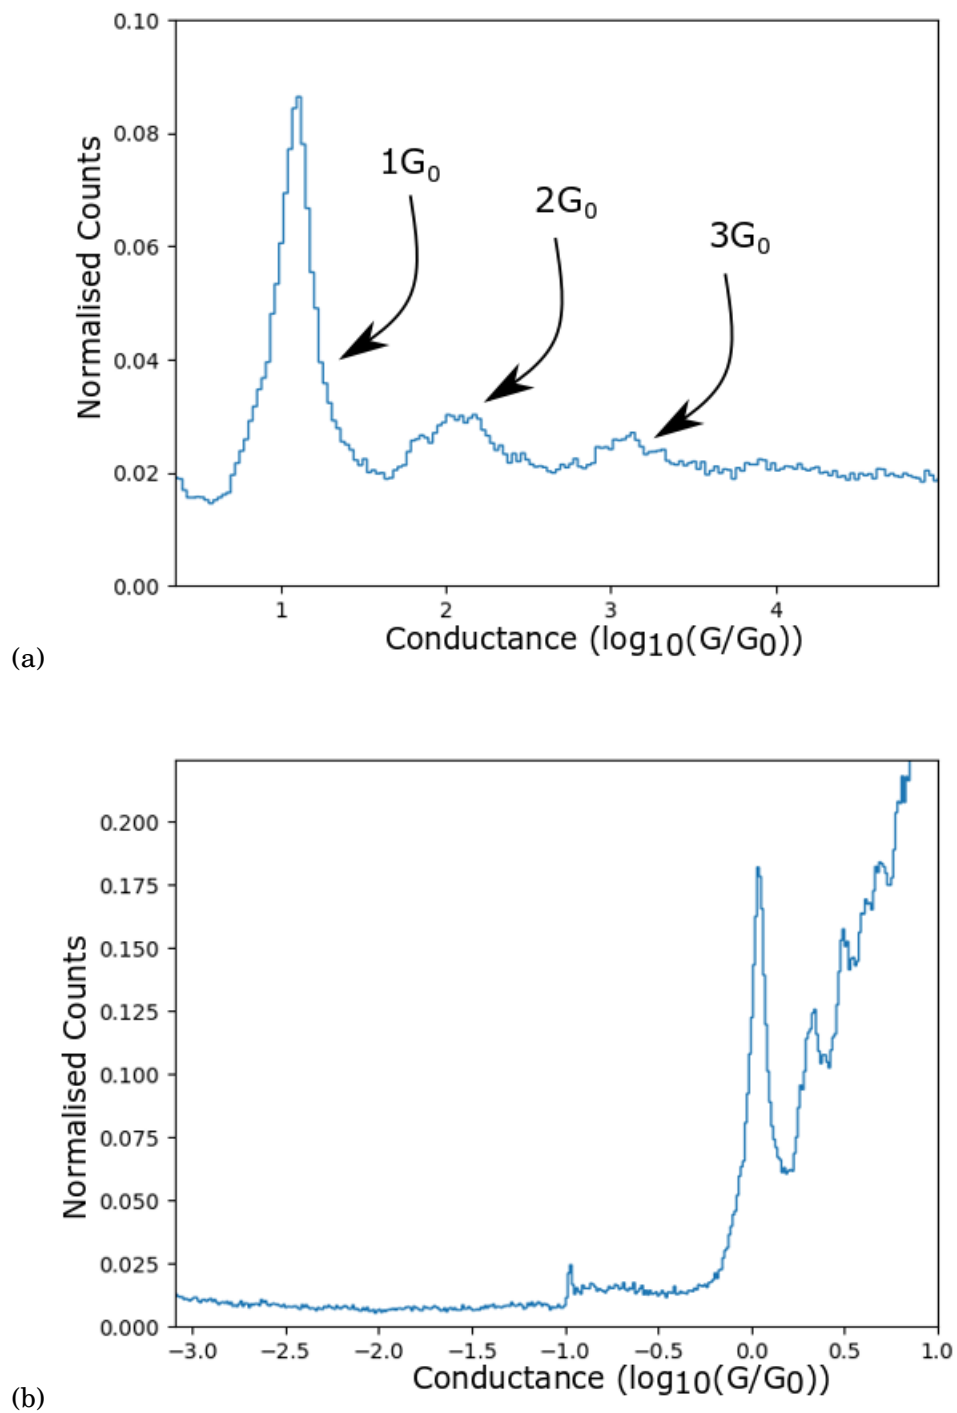 0.10
0.08
0.06
0.04
0.02
0.00
Normalised Counts
1G0
2G0
3G0
1 2 3 4
Conductance (log10(G/G0))
(a)
0.200
0.175
0.150
0.125
0.100
0.075
0.050
0.025
0.000
Normalised Counts
−3.0 −2.5 −2.0 −1.5 −1.0 −0.5 0.0 0.5 1.0
Conductance (log10(G/G0))
(b)